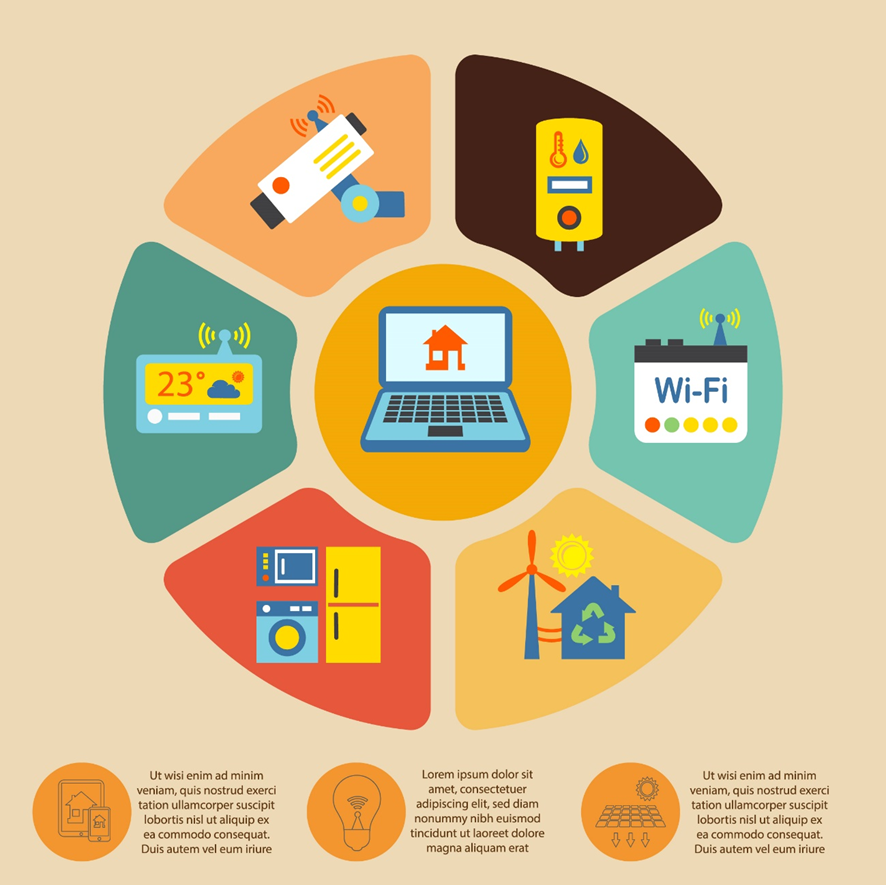 23°
Wi-Fi
Ut wisi enim ad minim
veniam, quis nostrud exerci
tation ullamcorper suscipit
lobortis nisl ut aliquip ex
ea commodo consequat.
Duis autem vel eum iriure
Lorem ipsum dolor sit
amet, consectetuer
adipiscing elit, sed diam
nonummy nibh euismod
tincidunt ut laoreet dolore
magna aliquam erat
Ut wisi enim ad minim
veniam, quis nostrud exerci
tation ullamcorper suscipit
lobortis nisl ut aliquip ex
ea commodo consequat.
Duis autem vel eum iriure